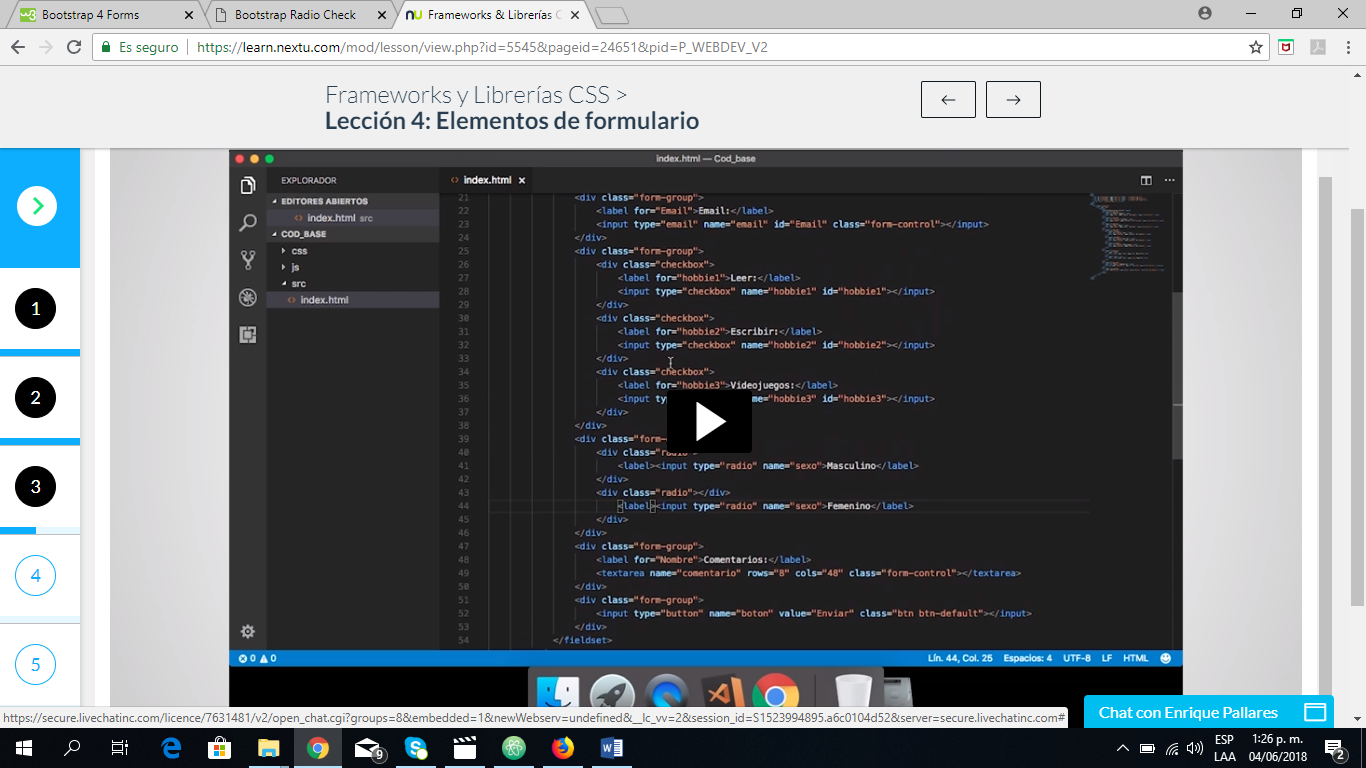 Bootstrap 4 Forms
Bootstrap Radio Check
Frameworks & Librerías C
Es seguro
https://learn.nextu.com/mod/lesson/view.php?id=5545&pageid=24651&pid=P_WEBDEV_V2
Frameworks y Librerías CSS >
Lección 4: Elementos de formulario
index.html — Cod_base
EXPLORADOR
EDITORES ABIERTOS
index.html src
COD_BASE
css
js
src
index.html
index.html
21 <div class="form-group">
22 <label for="Email">Email:</label>
23 <input type="email" name="email" id="Email" class="form-control"></input>
24 </div>
25 <div class="form-group">
26 <div class="checkbox">
27 <label for="hobbie1">Leer:</label>
28 <input type="checkbox" name="hobbie1" id="hobbie1"></input>
29 </div>
30 <div class="checkbox">
31 <label for="hobbie2">Escribir:</label>
32 <input type="checkbox" name="hobbie2" id="hobbie2"></input>
33 </div>
34 <div class="checkbox">
35 <label for="hobbie3">Videojuegos:</label>
36 <input typ me="hobbie3" id="hobbie3"></input>
37 </div>
38 </div>
39 <div class="form-
40 <div class="radio">
41 <label><input type="radio" name="sexo">Masculino</label>
42 </div>
43 <div class="radio"></div>
44 <label><input type="radio" name="sexo">Femenino</label>
45 </div>
46 </div>
47 <div class="form-group">
48 <label for="Nombre">Comentarios:</label>
49 <textarea name="comentario" rows="8" cols="48" class="form-control"></textarea>
50 </div>
51 <div class="form-group">
52 <input type="button" name="boton" value="Enviar" class="btn btn-default"></input>
53 </div>
54 </fieldset>
0 0
Lín. 44, Col. 25 Espacios: 4 UTF-8 LF HTML
1
2
3
4
5
https://secure.livechatinc.com/licence/7631481/v2/open_chat.cgi?groups=8&embedded=1&newWebserv=undefined&__lc_vv=2&session_id=S1523994895.a6c0104d52&server=secure.livechatinc.com#
Chat con Enrique Pallares
9
ESP
LAA
1:26 p. m.
04/06/2018
2